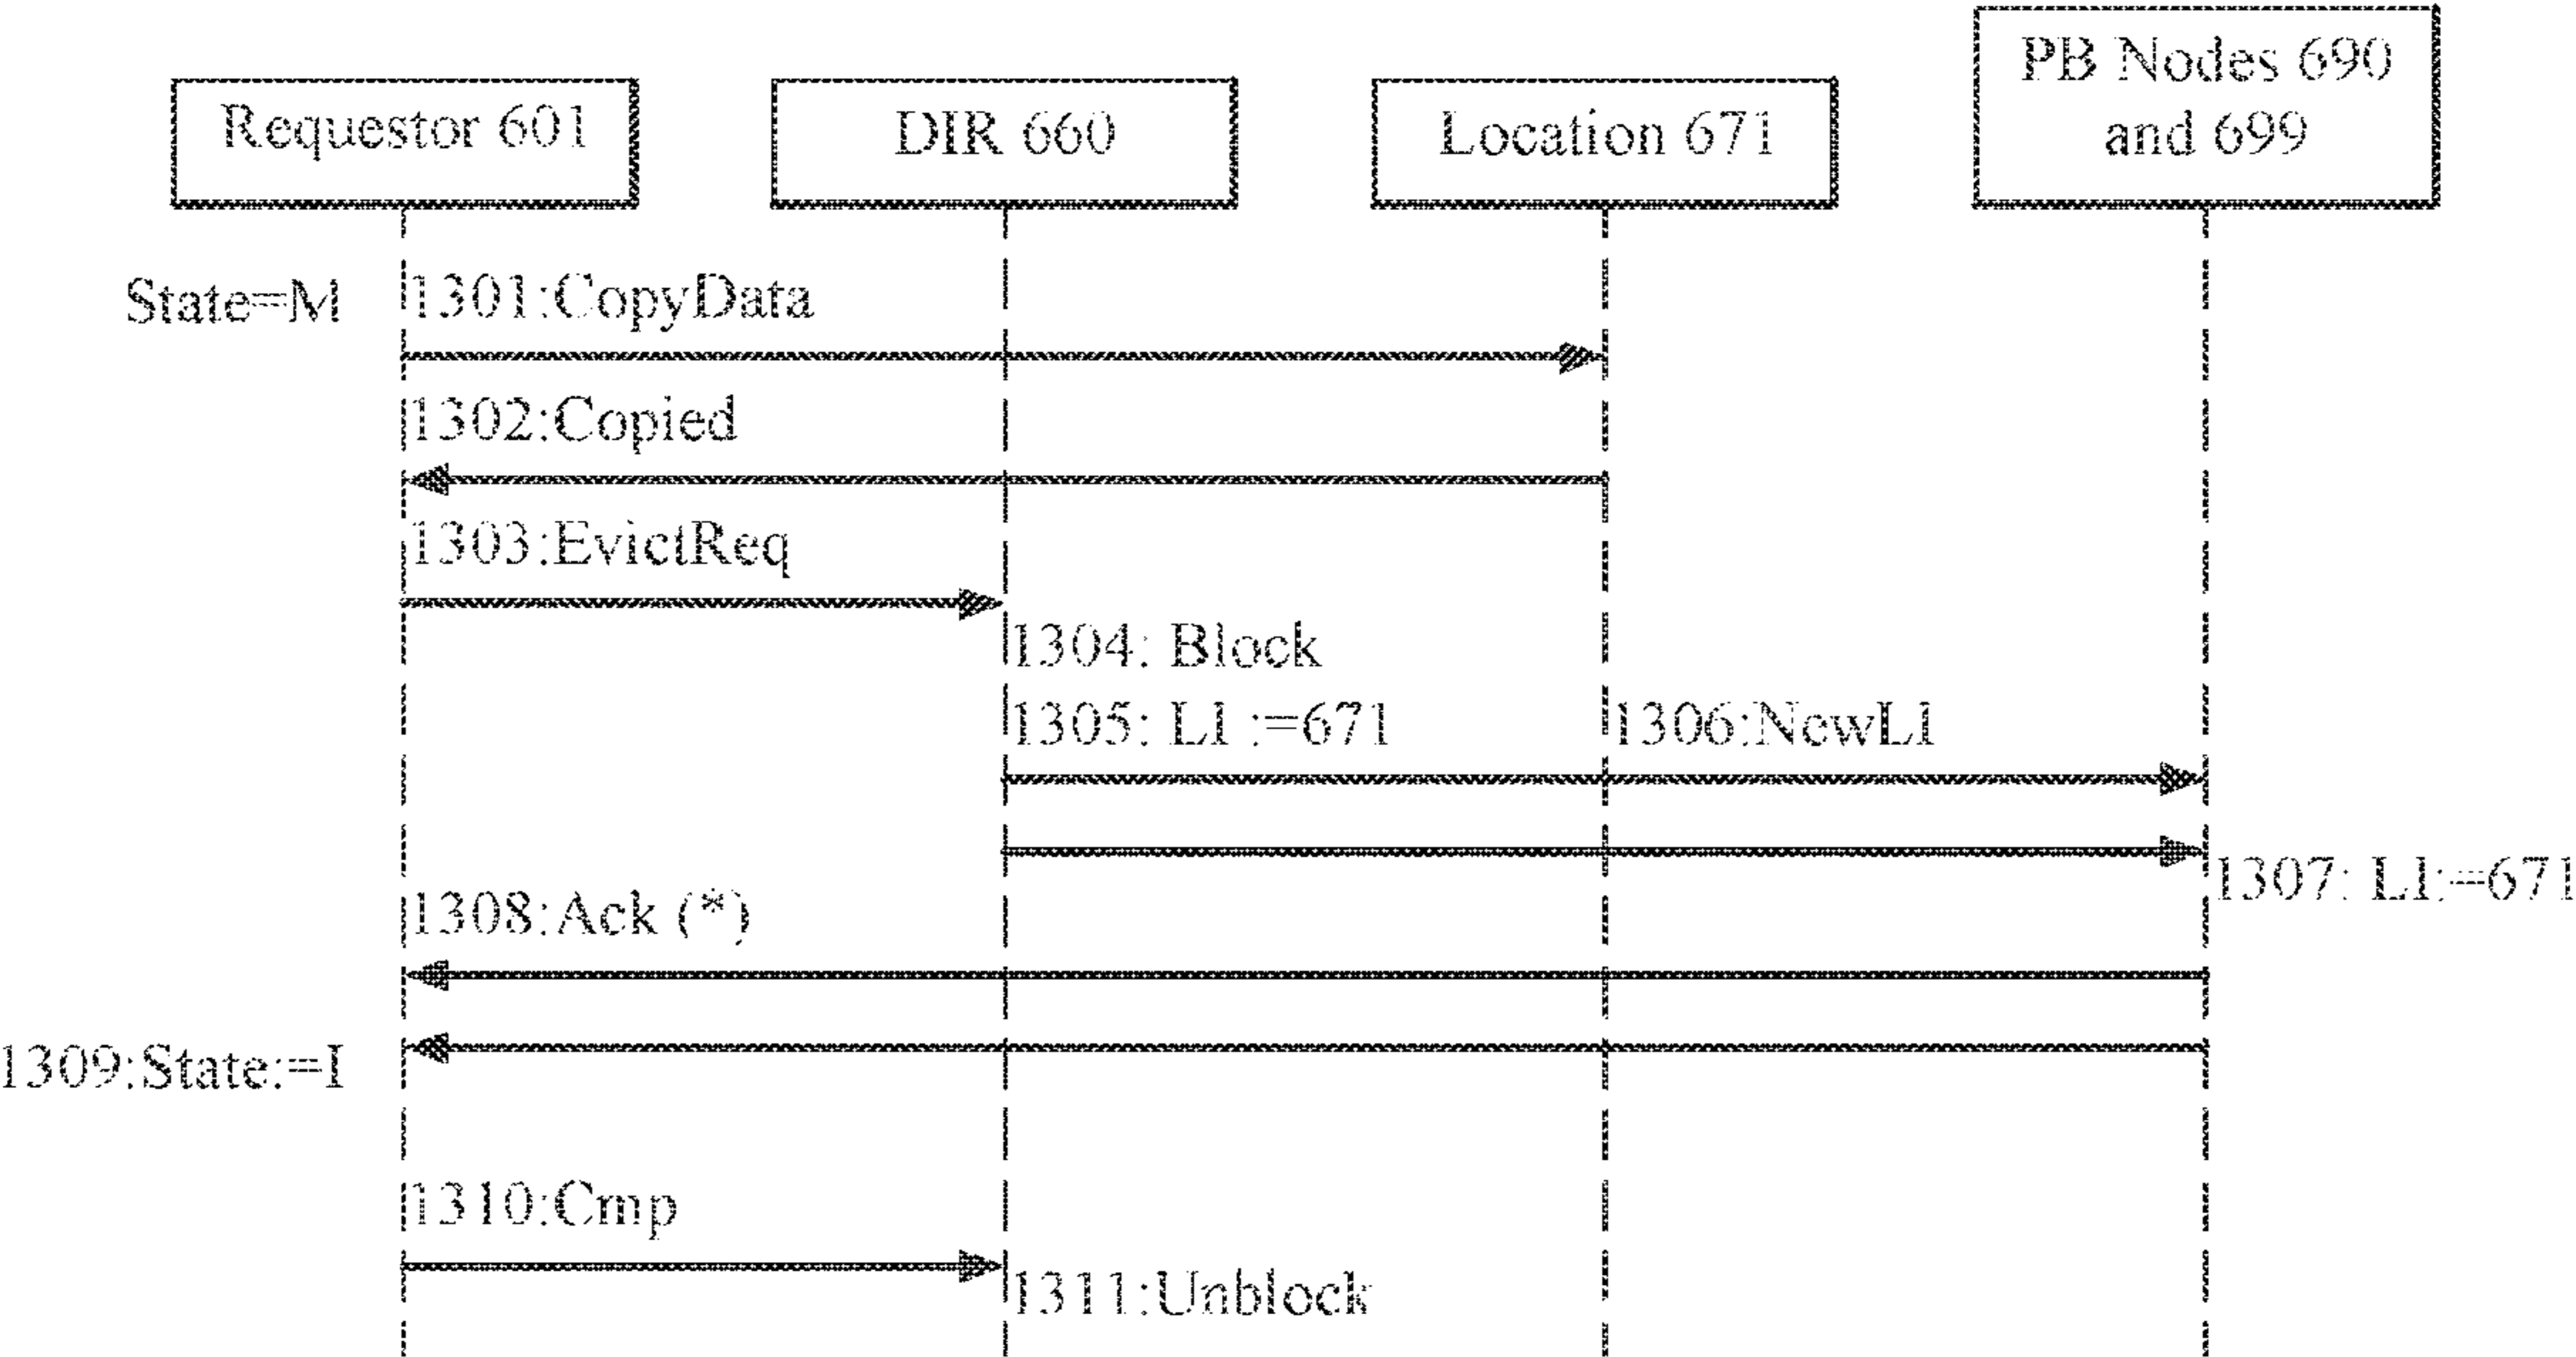 Requestor 601
DIR 660
Location 671
PB Nodes 690
and 699
State=M
1301:CopyData
1302:Copied
1303:EvictReq
1304: Block
1305: LI :=671
1306:NewLI
1307: LI:=671
1308:Ack (*)
1309:State:=I
1310:Cmp
1311:Unblock